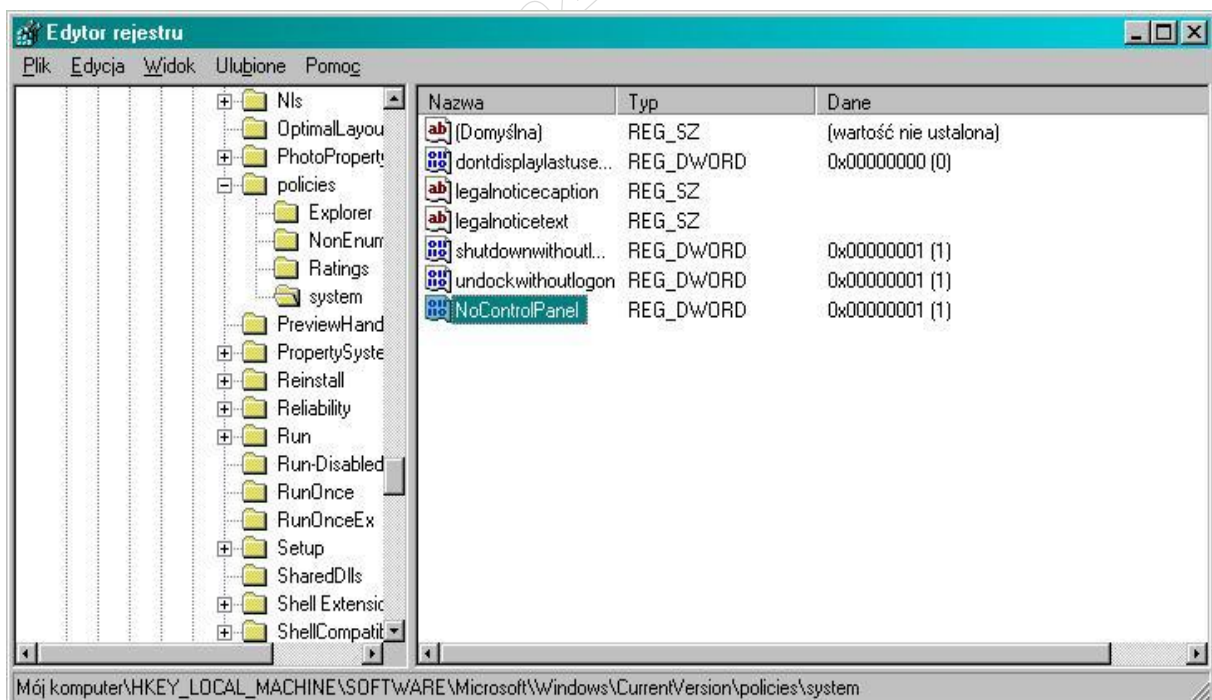 Edytor rejestru
Plik Edycja Widok Ulubione Pomoc
Nls
OptimalLayou
PhotoProperty
policies
Explorer
NonEnum
Ratings
system
PreviewHand
PropertySyste
Reinstall
Reliability
Run
Run-Disabled
RunOnce
RunOnceEx
Setup
SharedDlls
Shell Extensic
ShellCompatit
Nazwa Typ Dane
(Domyślna) REG_SZ (wartość nie ustalona)
dontdisplaylastuse... REG_DWORD 0x00000000 (0)
legalnoticecaption REG_SZ
legalnoticetext REG_SZ
shutdownwithoutl... REG_DWORD 0x00000001 (1)
undockwithoutlogon REG_DWORD 0x00000001 (1)
NoControlPanel REG_DWORD 0x00000001 (1)
Mój komputer\HKEY_LOCAL_MACHINE\SOFTWARE\Microsoft\Windows\CurrentVersion\policies\system